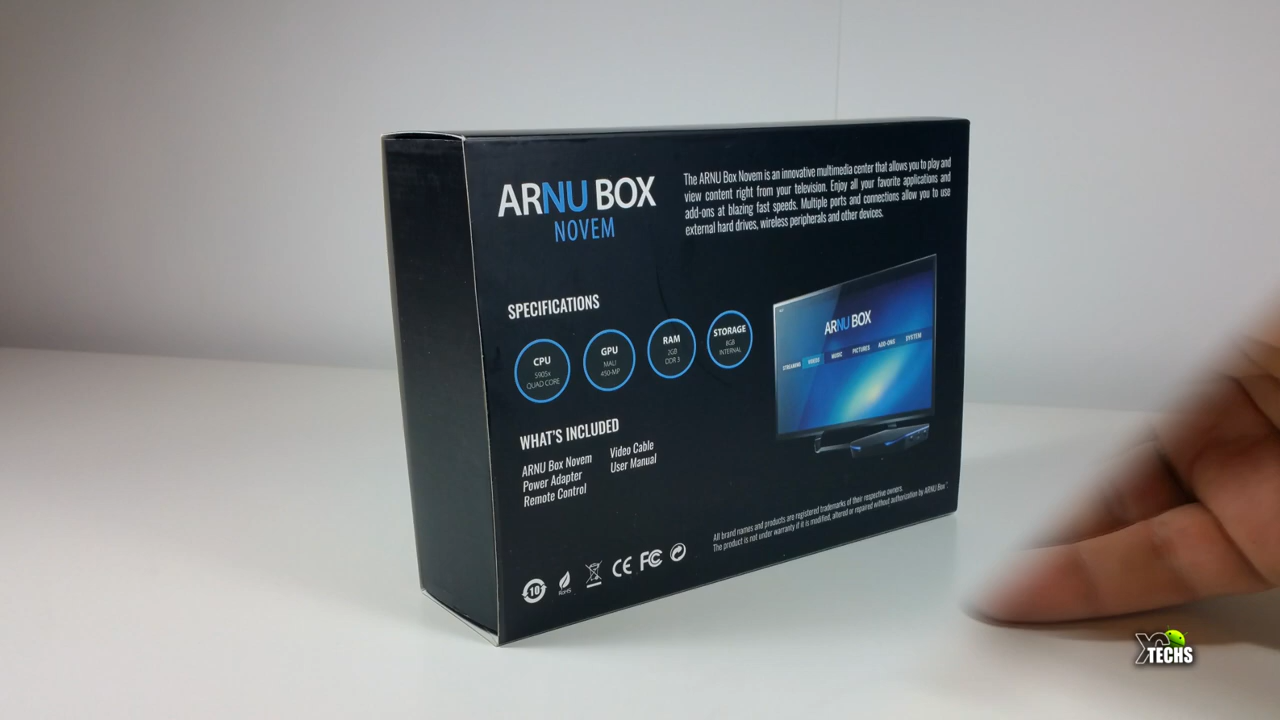 ARNU BOX
NOVEM
The ARNU Box Novem is an innovative multimedia center that allows you to play and
view content right from your television. Enjoy all your favorite applications and
add-ons at blazing fast speeds. Multiple ports and connections allow you to use
external hard drives, wireless peripherals and other devices.
SPECIFICATIONS
CPU
S905x
QUAD CORE
GPU
MALI
450-MP
RAM
2GB
DDR 3
STORAGE
8GB
INTERNAL
ARNU BOX
STREAMING VIDEOS MUSIC PICTURES ADD-ONS SYSTEM
WHAT'S INCLUDED
ARNU Box Novem
Power Adapter
Remote Control
Video Cable
User Manual
All brand names and products are registered trademarks of their respective owners.
The product is not under warranty if it is modified, altered or repaired without authorization by ARNU Box
10
RoHS
CE
FC
TECHS